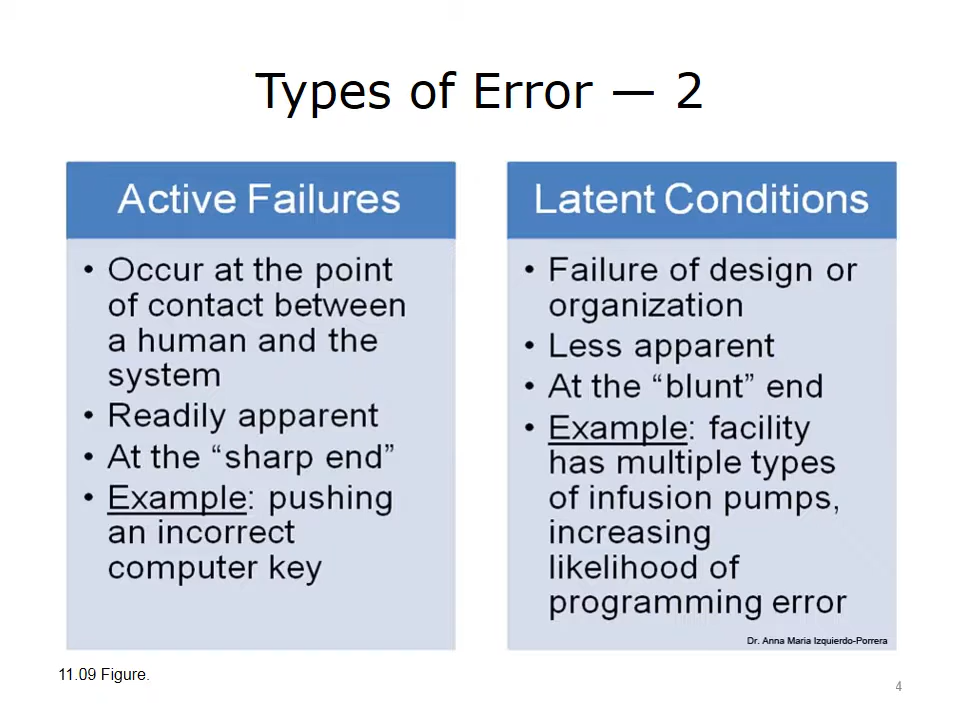 Types of Error — 2
Active Failures
• Occur at the point
of contact between
a human and the
system
• Readily apparent
• At the “sharp end”
• Example: pushing
an incorrect
computer key
Latent Conditions
• Failure of design or
organization
• Less apparent
• At the “blunt” end
• Example: facility
has multiple types
of infusion pumps,
increasing
likelihood of
programming error
Dr. Anna Maria Izquierdo-Porrera
11.09 Figure.
4